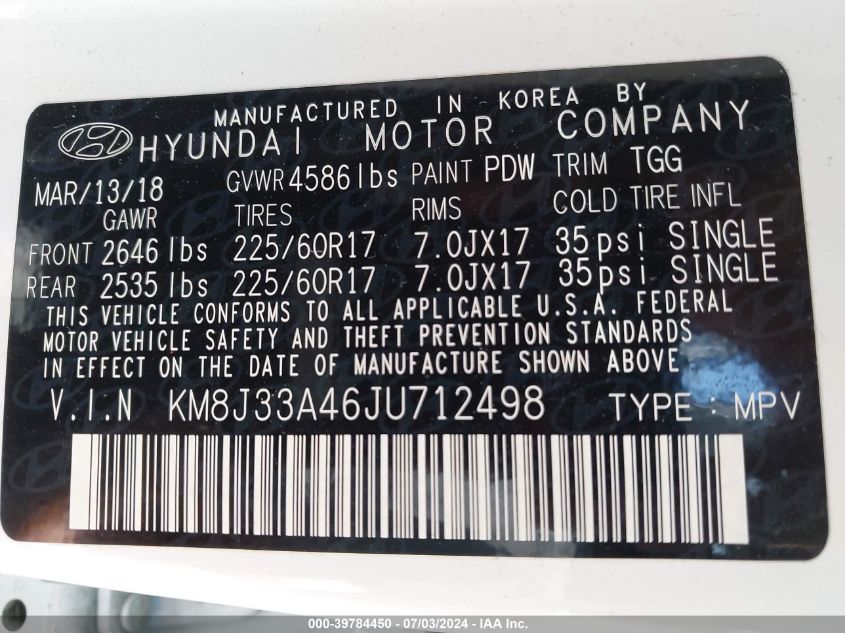 MANUFACTURED IN KOREA BY
HYUNDAI MOTOR COMPANY
MAR/13/18 GVWR 4586 lbs PAINT PDW TRIM TGG
GAWR TIRES RIMS COLD TIRE INFL
FRONT 2646 lbs 225/60R17 7.0JX17 35psi SINGLE
REAR 2535 lbs 225/60R17 7.0JX17 35psi SINGLE
THIS VEHICLE CONFORMS TO ALL APPLICABLE U.S.A. FEDERAL
MOTOR VEHICLE SAFETY AND THEFT PREVENTION STANDARDS
IN EFFECT ON THE DATE OF MANUFACTURE SHOWN ABOVE
V.I.N KM8J33A46JU712498 TYPE : MPV
000-39784450 - 07/03/2024 - IAA Inc.